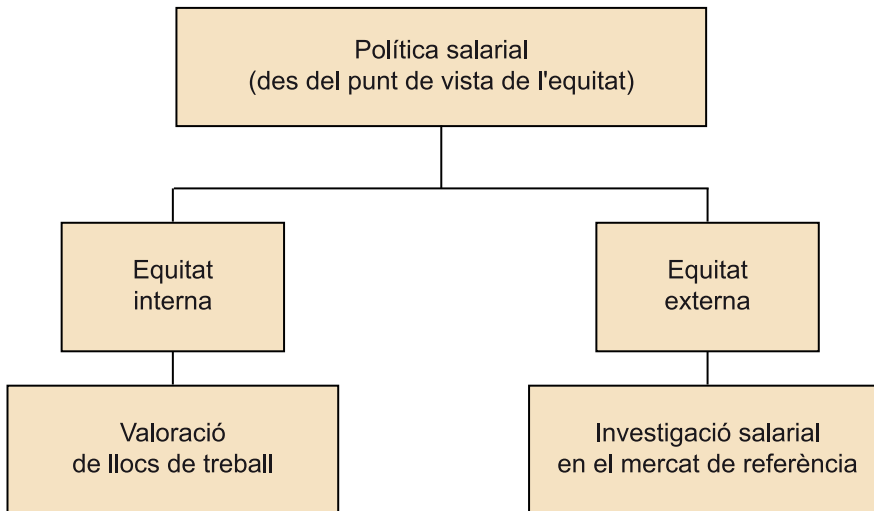 Política salarial
(des del punt de vista de l'equitat)
Equitat
interna
Equitat
externa
Valoració
de llocs de treball
Investigació salarial
en el mercat de referència